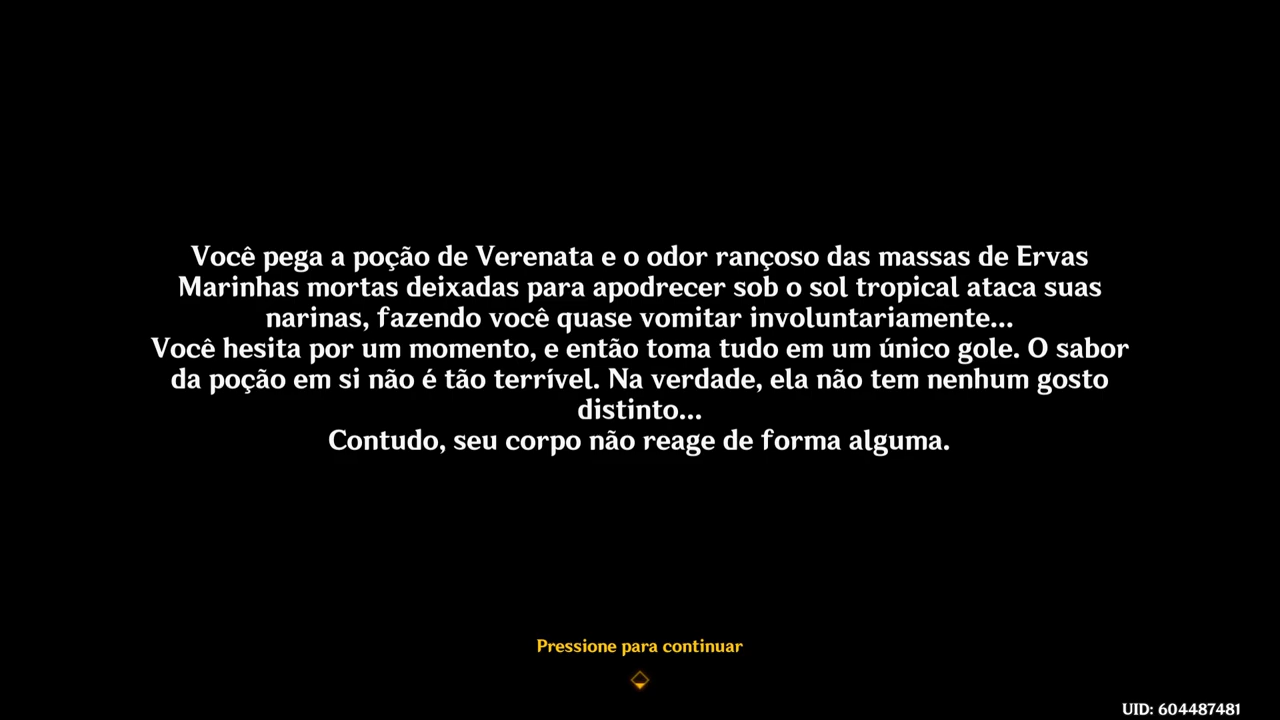 Você pega a poção de Verenata e o odor rançoso das massas de Ervas
Marinhas mortas deixadas para apodrecer sob o sol tropical ataca suas
narinas, fazendo você quase vomitar involuntariamente...
Você hesita por um momento, e então toma tudo em um único gole. O sabor
da poção em si não é tão terrível. Na verdade, ela não tem nenhum gosto
distinto...
Contudo, seu corpo não reage de forma alguma.
Pressione para continuar
UID: 604487481